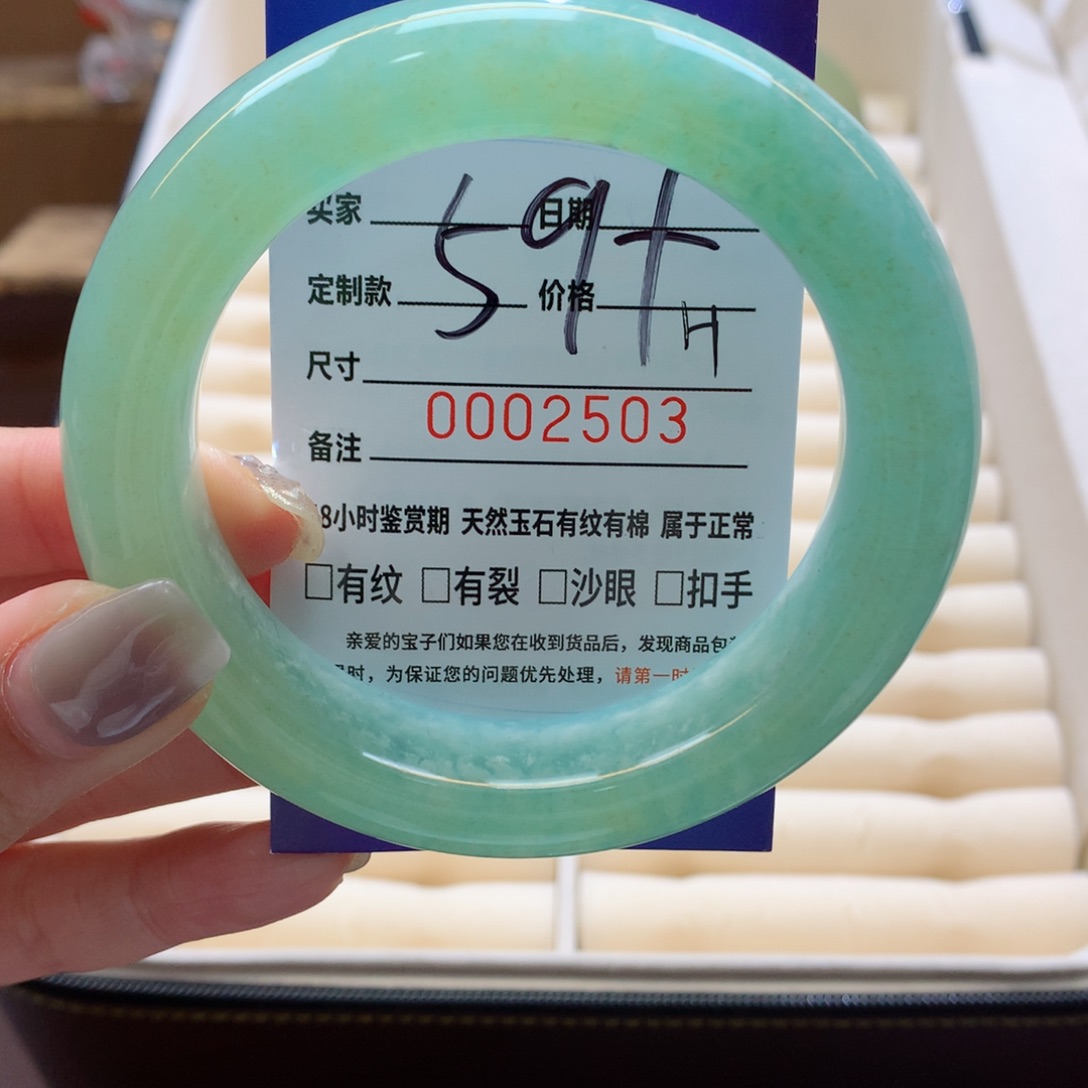 买家 日期
59+
定制款 价格
H
尺寸
0002503
备注
8小时鉴赏期 天然玉石有纹有棉 属于正常
□有纹 □有裂 □沙眼 □扣手
亲爱的宝子们如果您在收到货品后，发现商品包
时，为保证您的问题优先处理，请第一时